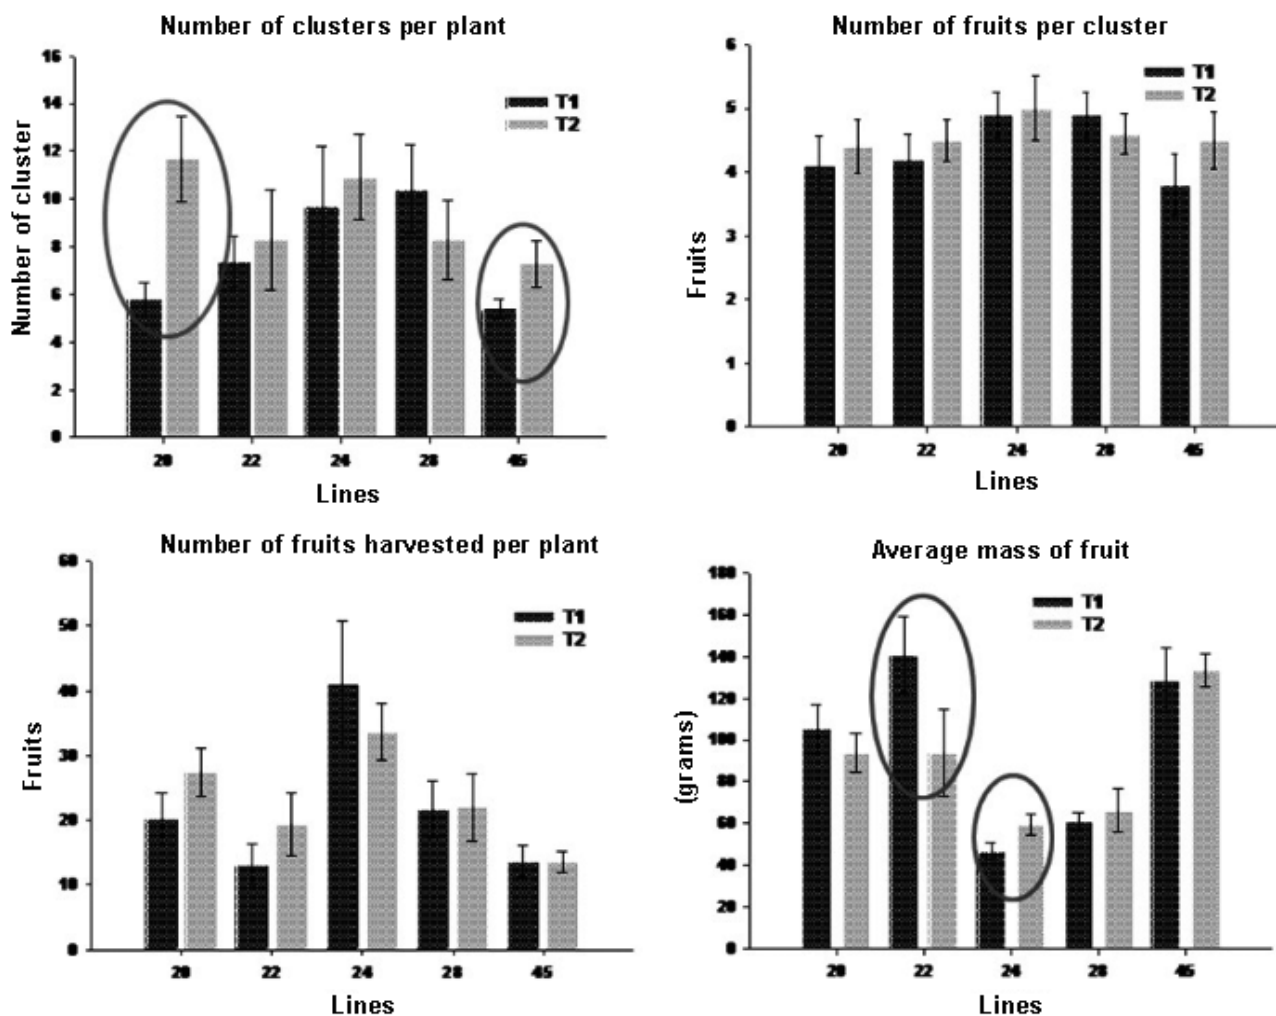 Number of clusters per plant
16
14
12
10
8
6
4
2
0
Number of cluster
T1
T2
20 22 24 28 45
Lines
Number of fruits per cluster
6
5
4
3
2
1
0
Fruits
T1
T2
20 22 24 28 45
Lines
Number of fruits harvested per plant
60
50
40
30
20
10
0
Fruits
T1
T2
20 22 24 28 45
Lines
Average mass of fruit
180
160
140
120
100
80
60
40
20
0
(grams)
T1
T2
20 22 24 28 45
Lines